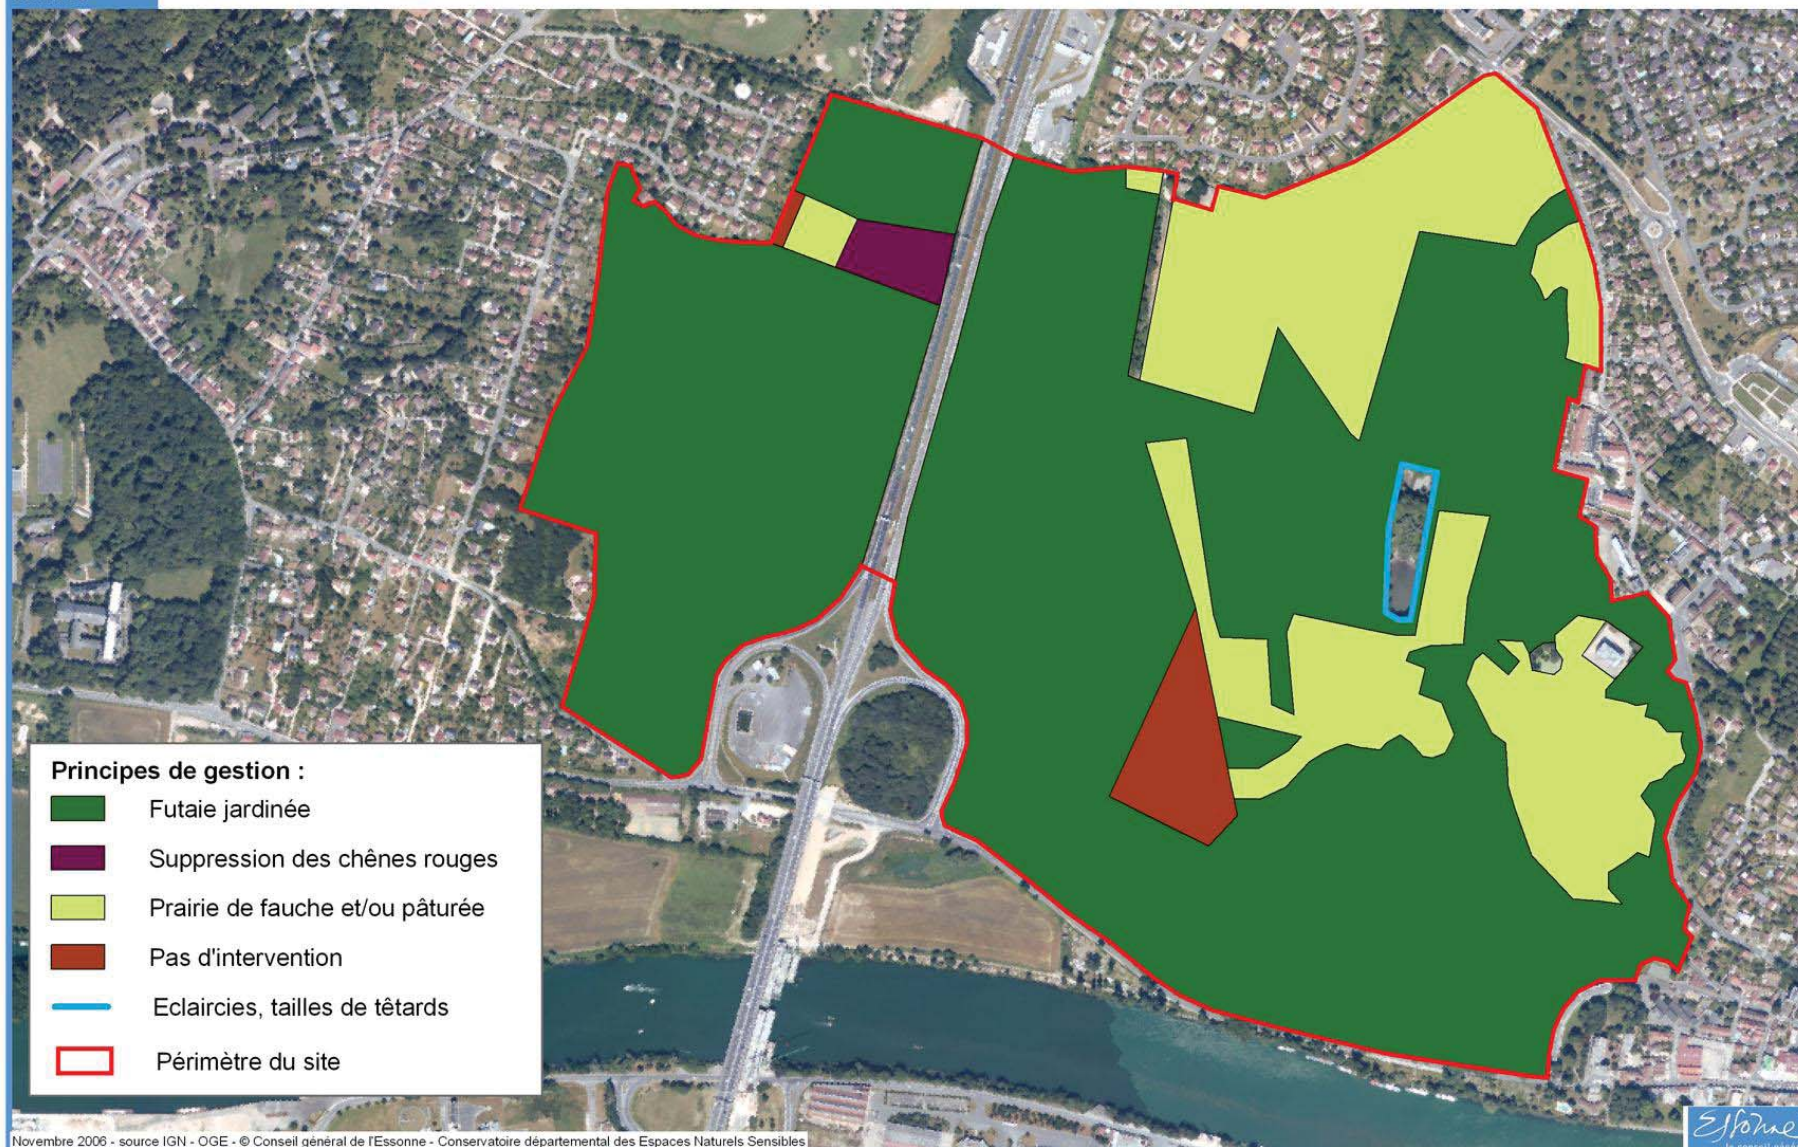 Principes de gestion :
Futaie jardinée
Suppression des chênes rouges
Prairie de fauche et/ou pâturée
Pas d'intervention
Eclaircies, tailles de têtards
Périmètre du site
Novembre 2006 - source IGN - OGE - © Conseil général de l'Essonne - Conservatoire départemental des Espaces Naturels Sensibles
Essonne